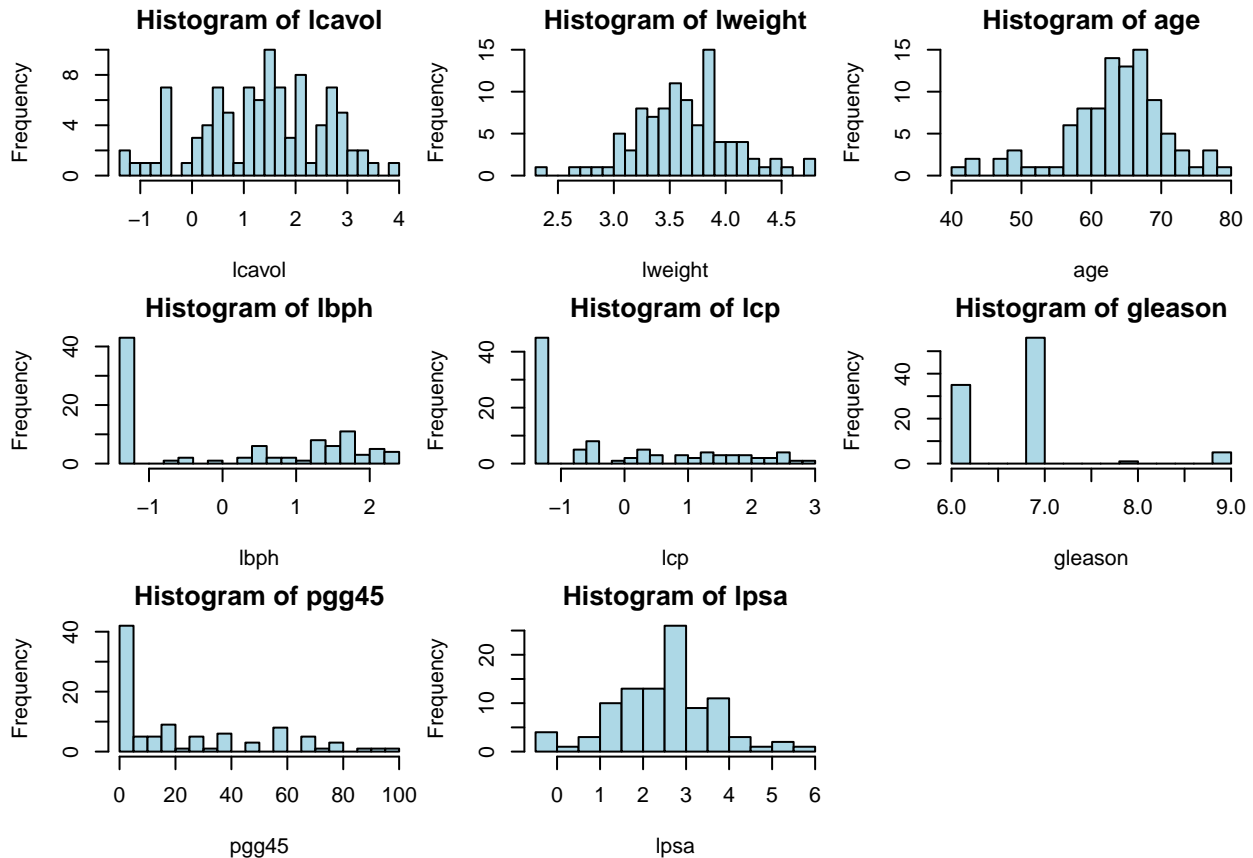 Histogram of lcavol
Frequency
0 4 8
−1 0 1 2 3 4
lcavol
Histogram of lweight
Frequency
0 5 10 15
2.5 3.0 3.5 4.0 4.5
lweight
Histogram of age
Frequency
0 5 10 15
40 50 60 70 80
age
Histogram of lbph
Frequency
0 20 40
−1 0 1 2
lbph
Histogram of lcp
Frequency
0 20 40
−1 0 1 2 3
lcp
Histogram of gleason
Frequency
0 20 40
6.0 7.0 8.0 9.0
gleason
Histogram of pgg45
Frequency
0 20 40
0 20 40 60 80 100
pgg45
Histogram of lpsa
Frequency
0 10 20
0 1 2 3 4 5 6
lpsa